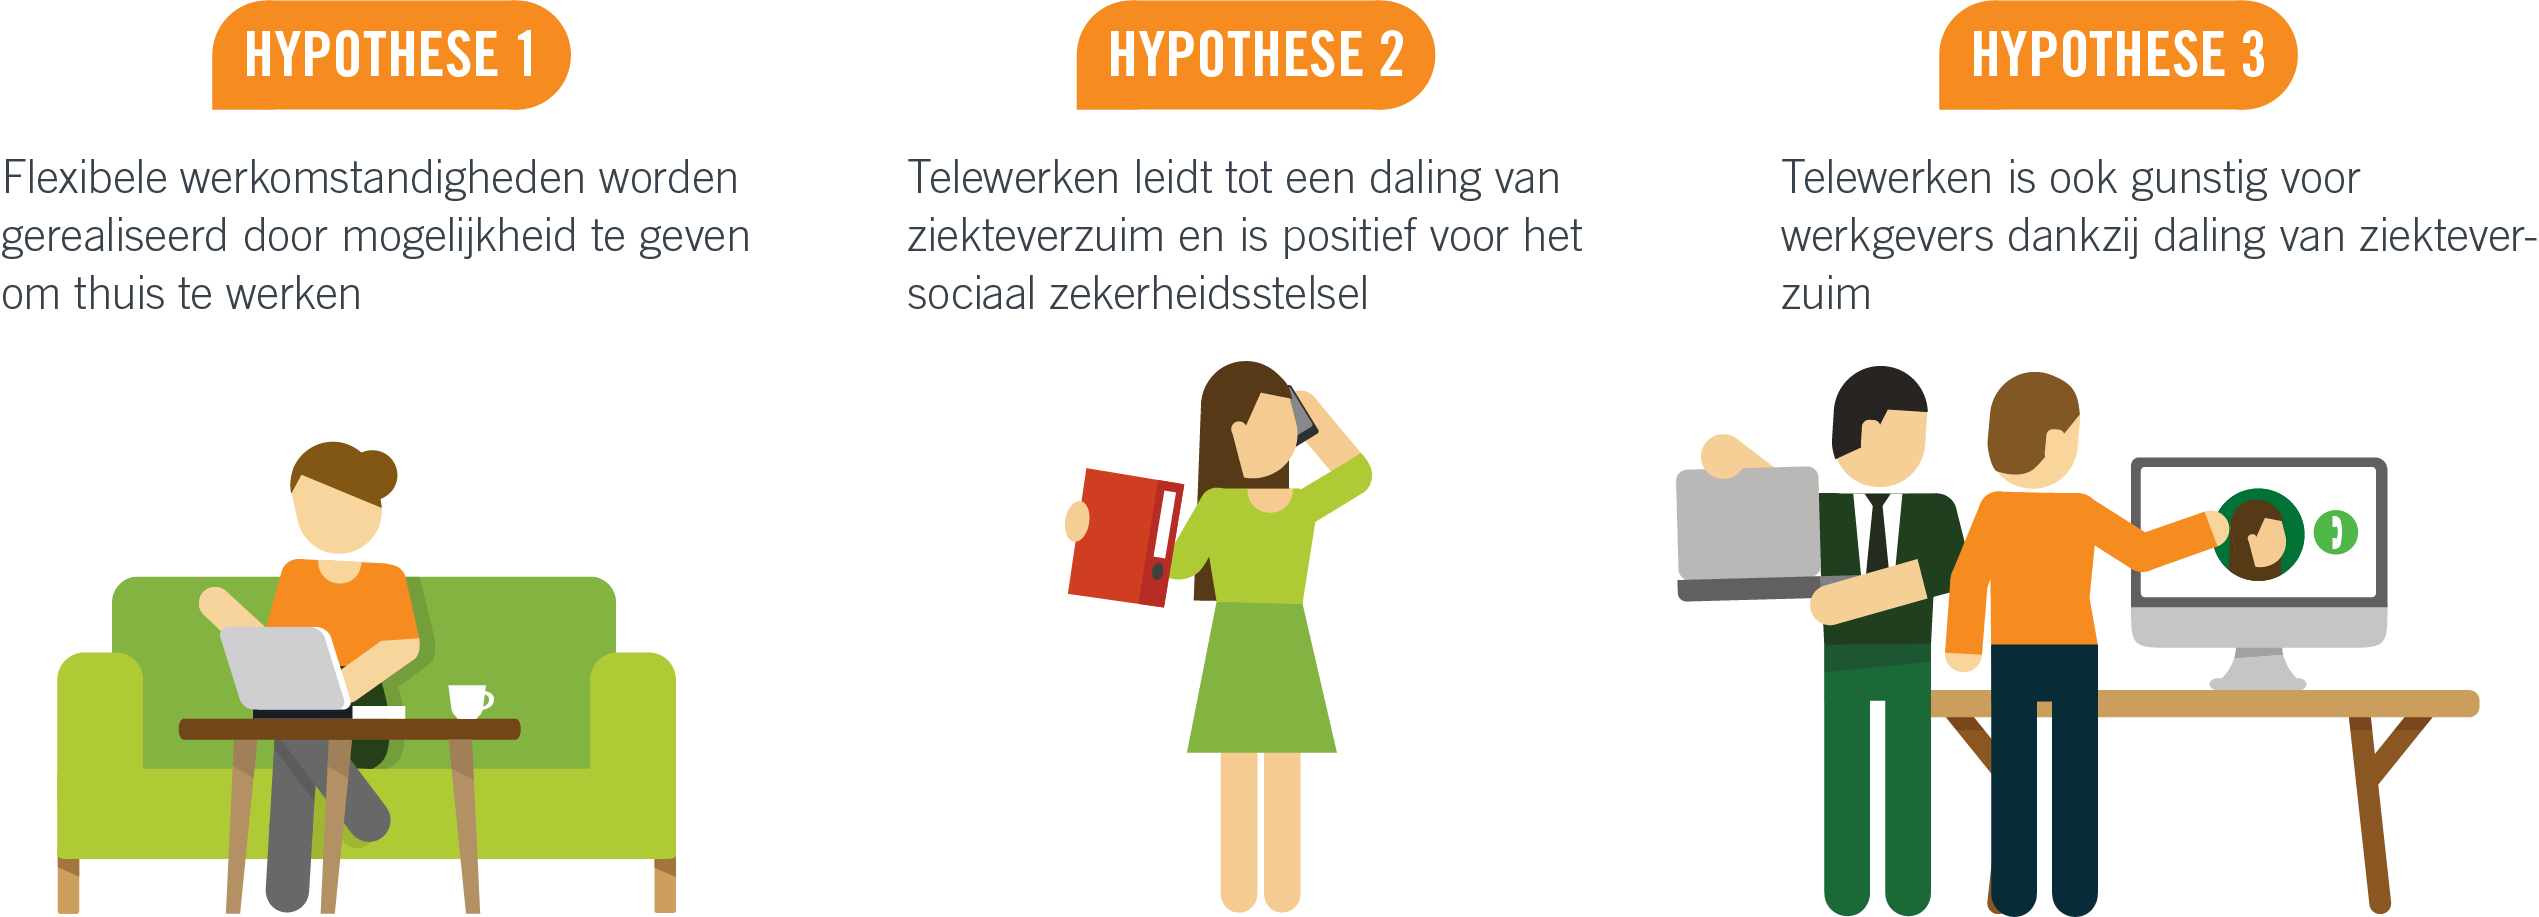 HYPOTHESE 1
Flexibele werkomstandigheden worden
gerealiseerd door mogelijkheid te geven
om thuis te werken
HYPOTHESE 2
Telewerken leidt tot een daling van
ziekteverzuim en is positief voor het
sociaal zekerheidsstelsel
HYPOTHESE 3
Telewerken is ook gunstig voor
werkgevers dankzij daling van ziektever-
zuim